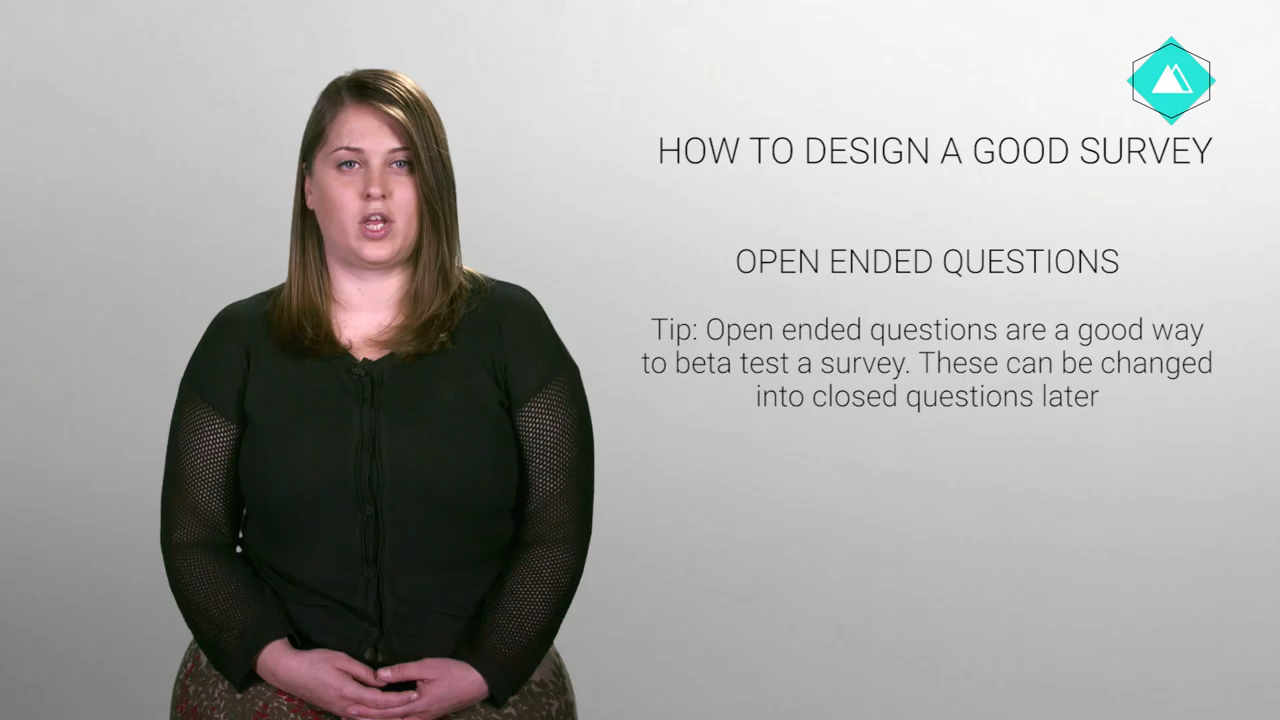 HOW TO DESIGN A GOOD SURVEY
OPEN ENDED QUESTIONS
Tip: Open ended questions are a good way
to beta test a survey. These can be changed
into closed questions later